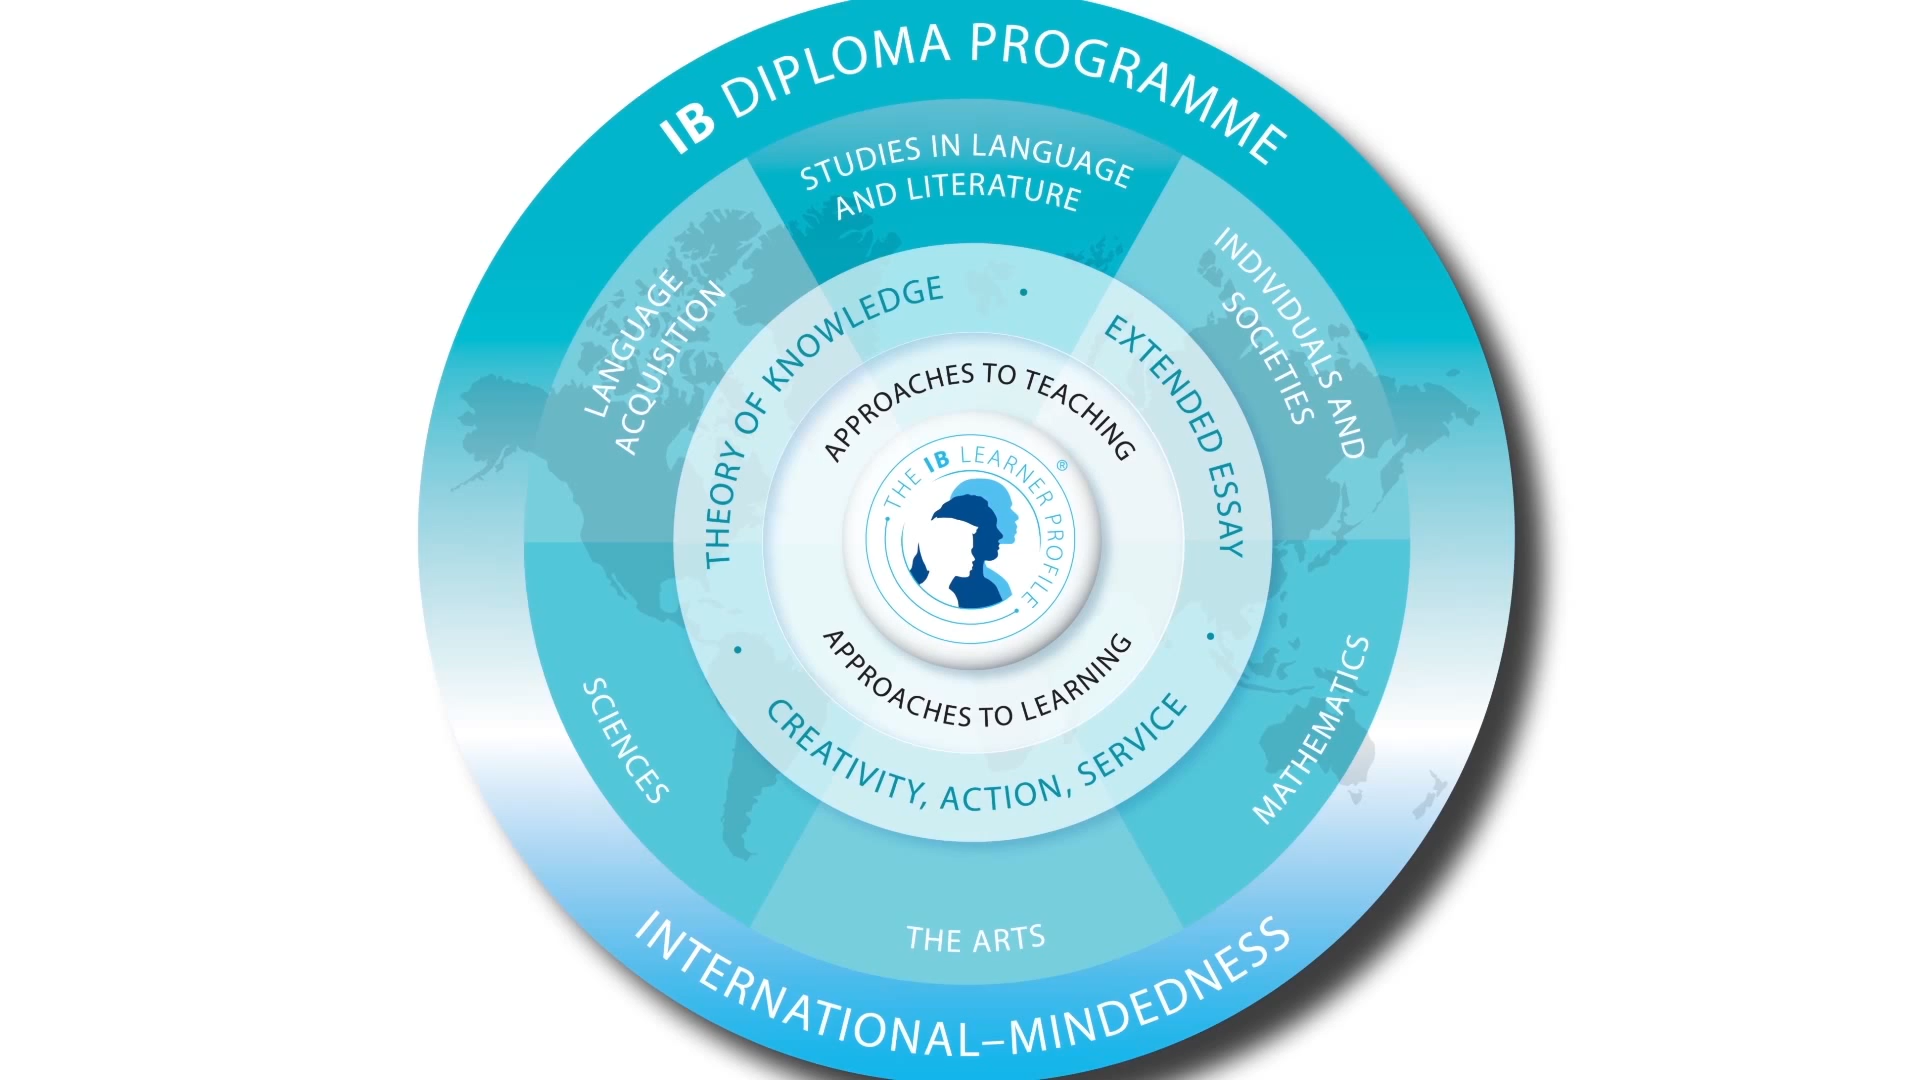 IB DIPLOMA PROGRAMME
STUDIES IN LANGUAGE
AND LITERATURE
LANGUAGE
ACQUISITION
INDIVIDUALS AND
SOCIETIES
THEORY OF KNOWLEDGE
EXTENDED ESSAY
APPROACHES TO TEACHING
THE IB LEARNER PROFILE ®
APPROACHES TO LEARNING
CREATIVITY, ACTION, SERVICE
SCIENCES
MATHEMATICS
THE ARTS
INTERNATIONAL–MINDEDNESS